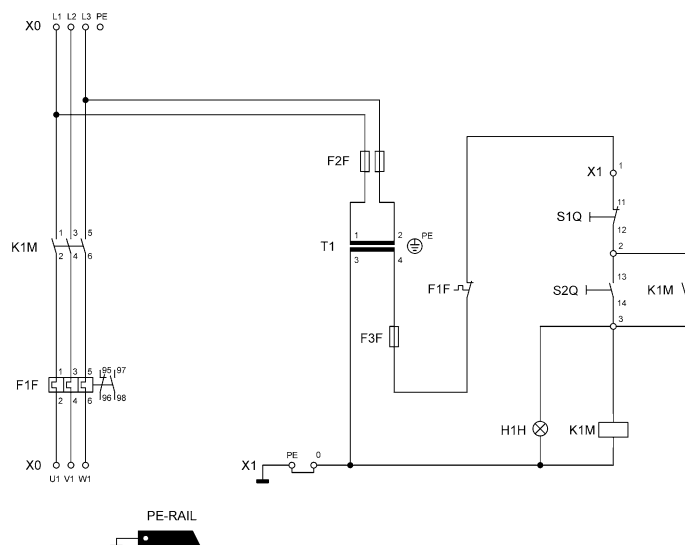 L1 L2 L3 PE
X0
F2F
X1 1
11
S1Q
12
1 3 5
K1M
2 4 6
1 2 PE
T1
3 4
2
13
F1F S2Q K1M
14
3
F3F
1 3 5 95 97
F1F
2 4 6 96 98
H1H K1M
X0
U1 V1 W1
X1 PE 0
PE-RAIL